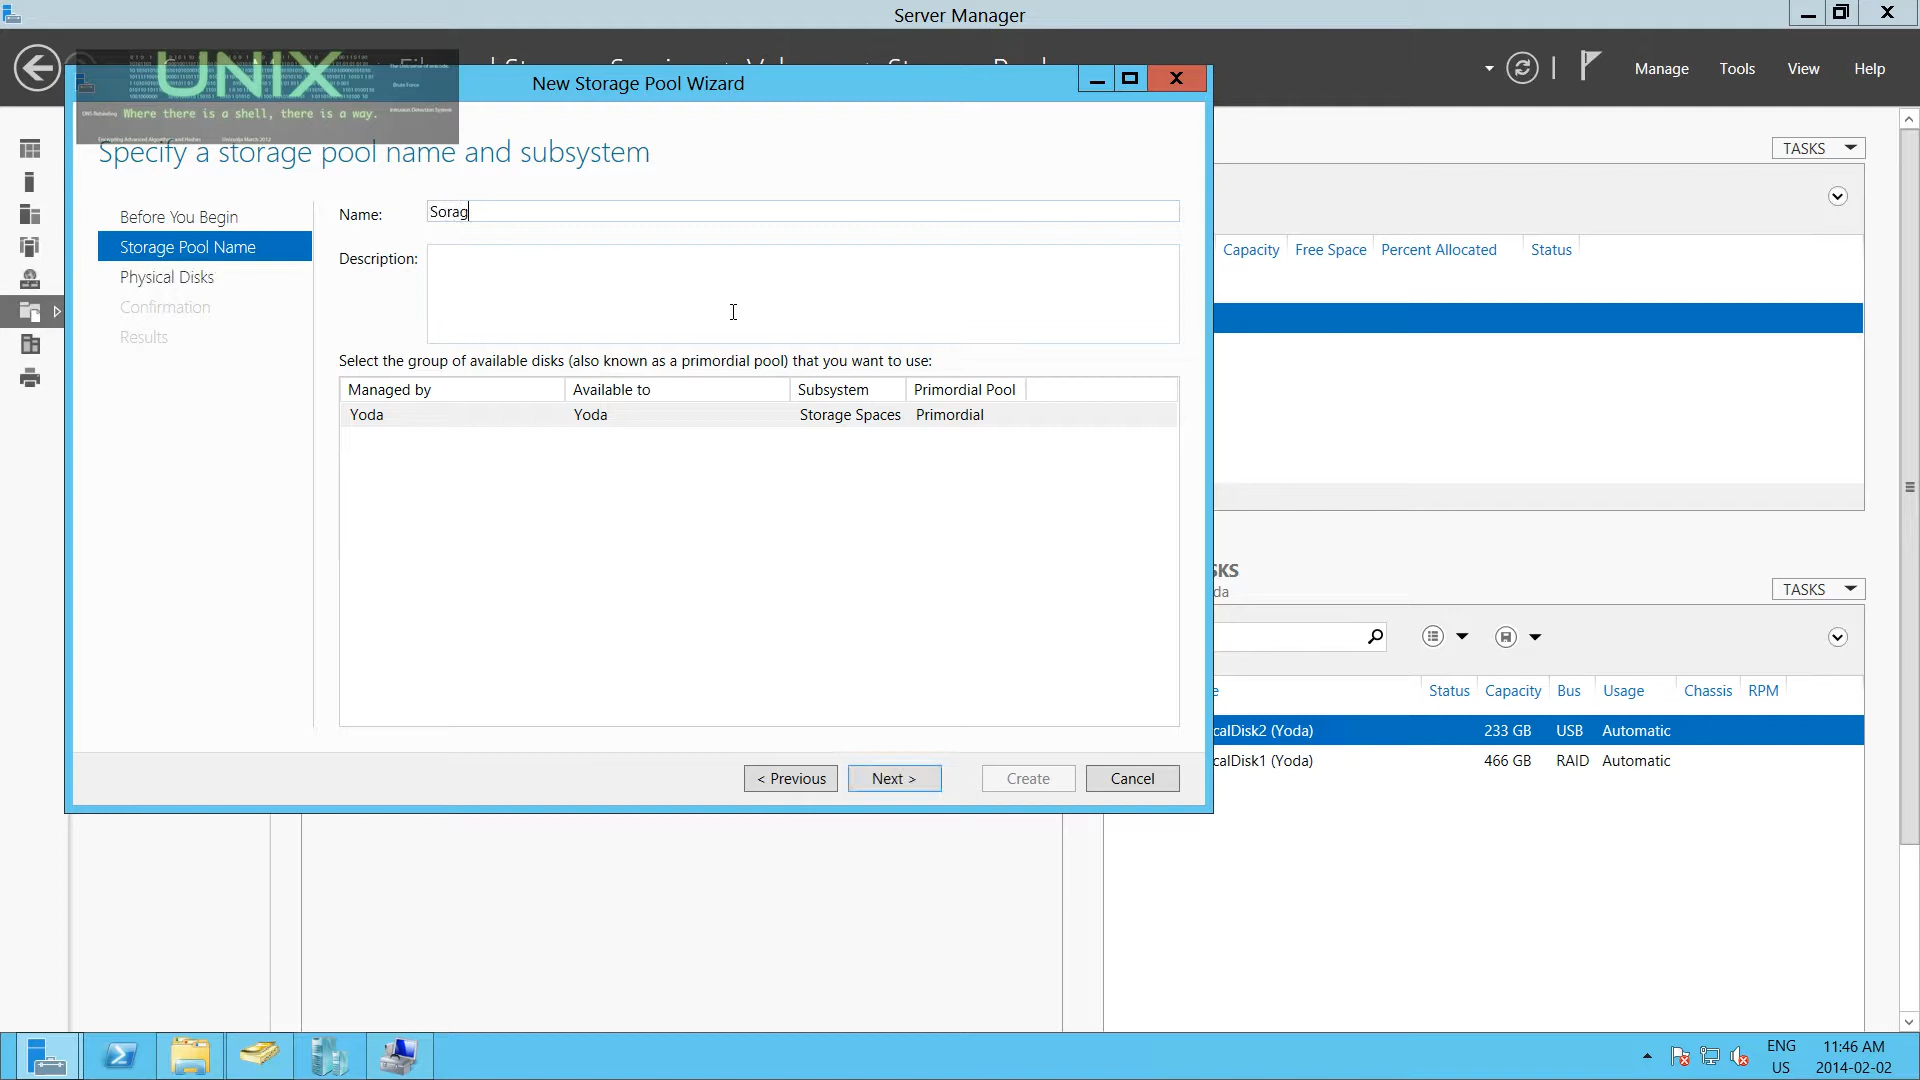 Server Manager
UNIX
Where there is a shell, there is a way.
New Storage Pool Wizard
Manage
Tools
View
Help
Specify a storage pool name and subsystem
Before You Begin
Storage Pool Name
Physical Disks
Confirmation
Results
Name:
Sorag
Description:
Select the group of available disks (also known as a primordial pool) that you want to use:
Managed by Available to Subsystem Primordial Pool
Yoda Yoda Storage Spaces Primordial
< Previous
Next >
Create
Cancel
TASKS
Capacity Free Space Percent Allocated Status
SKS
da
TASKS
e Status Capacity Bus Usage Chassis RPM
calDisk2 (Yoda) 233 GB USB Automatic
calDisk1 (Yoda) 466 GB RAID Automatic
ENG
US
11:46 AM
2014-02-02